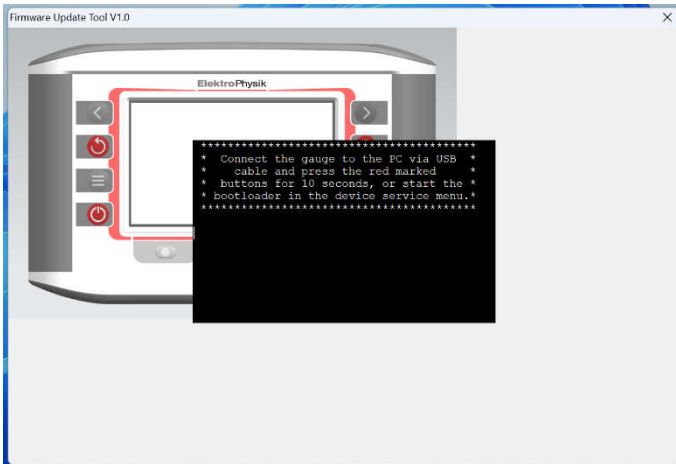 Firmware Update Tool V1.0
ElektroPhysik
*****************************************
* Connect the gauge to the PC via USB *
* cable and press the red marked *
* buttons for 10 seconds, or start the *
* bootloader in the device service menu.*
*****************************************